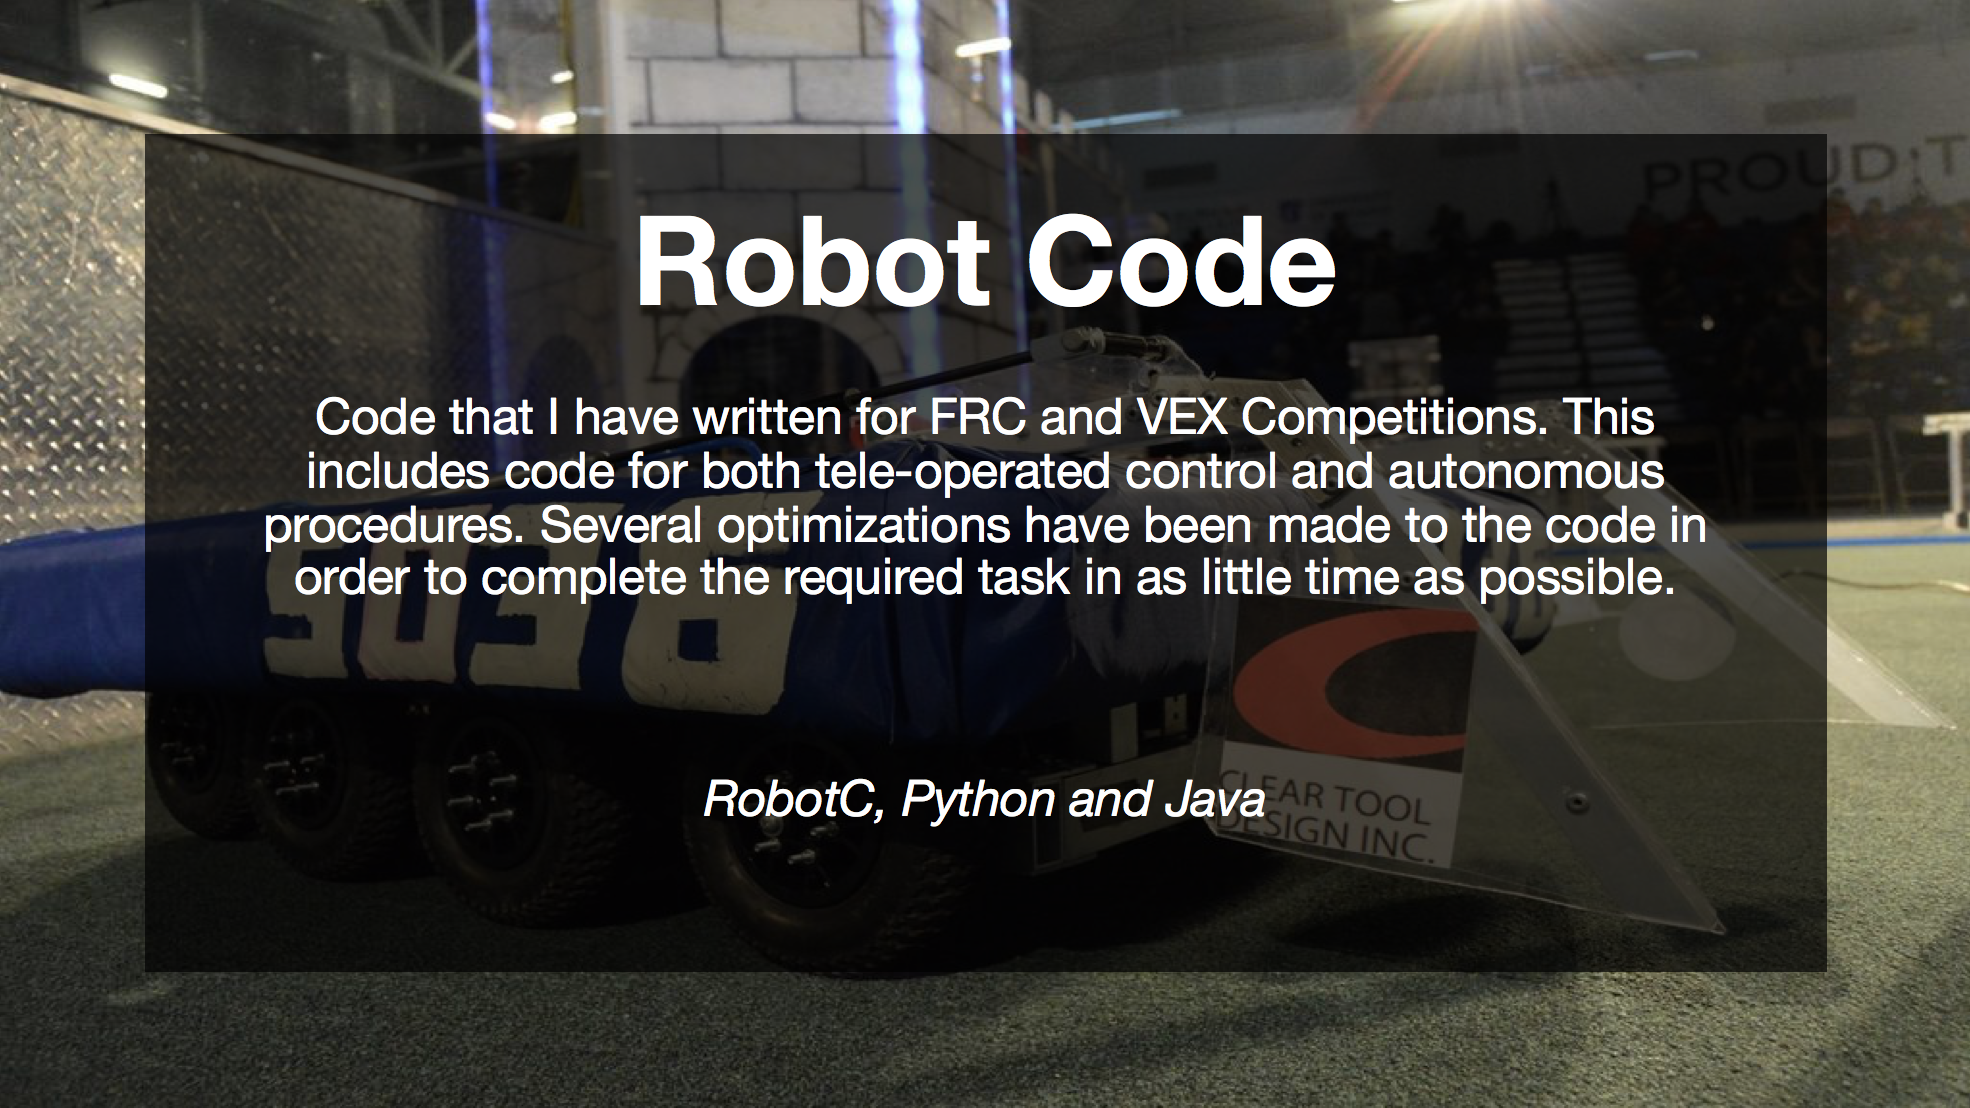 PROUD
Robot Code
Code that I have written for FRC and VEX Competitions. This
includes code for both tele-operated control and autonomous
procedures. Several optimizations have been made to the code in
order to complete the required task in as little time as possible.
5036
RobotC, Python and Java
CLEAR TOOL
DESIGN INC.